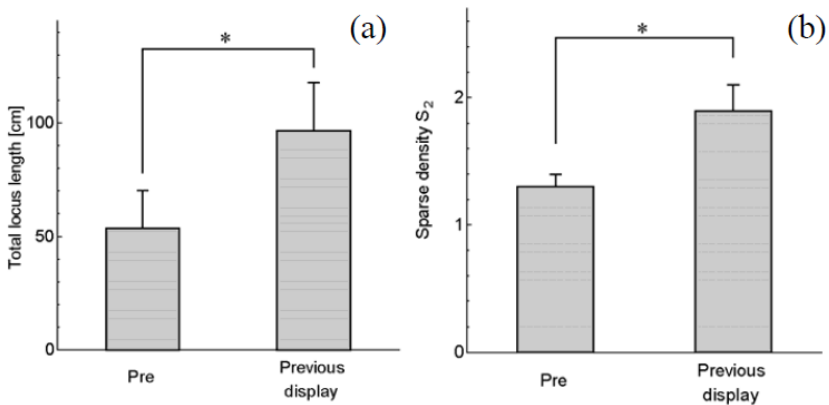 (a)
*
Total locus length [cm]
100
50
0
Pre
Previous
display
(b)
*
Sparse density S₂
2
1
0
Pre
Previous
display